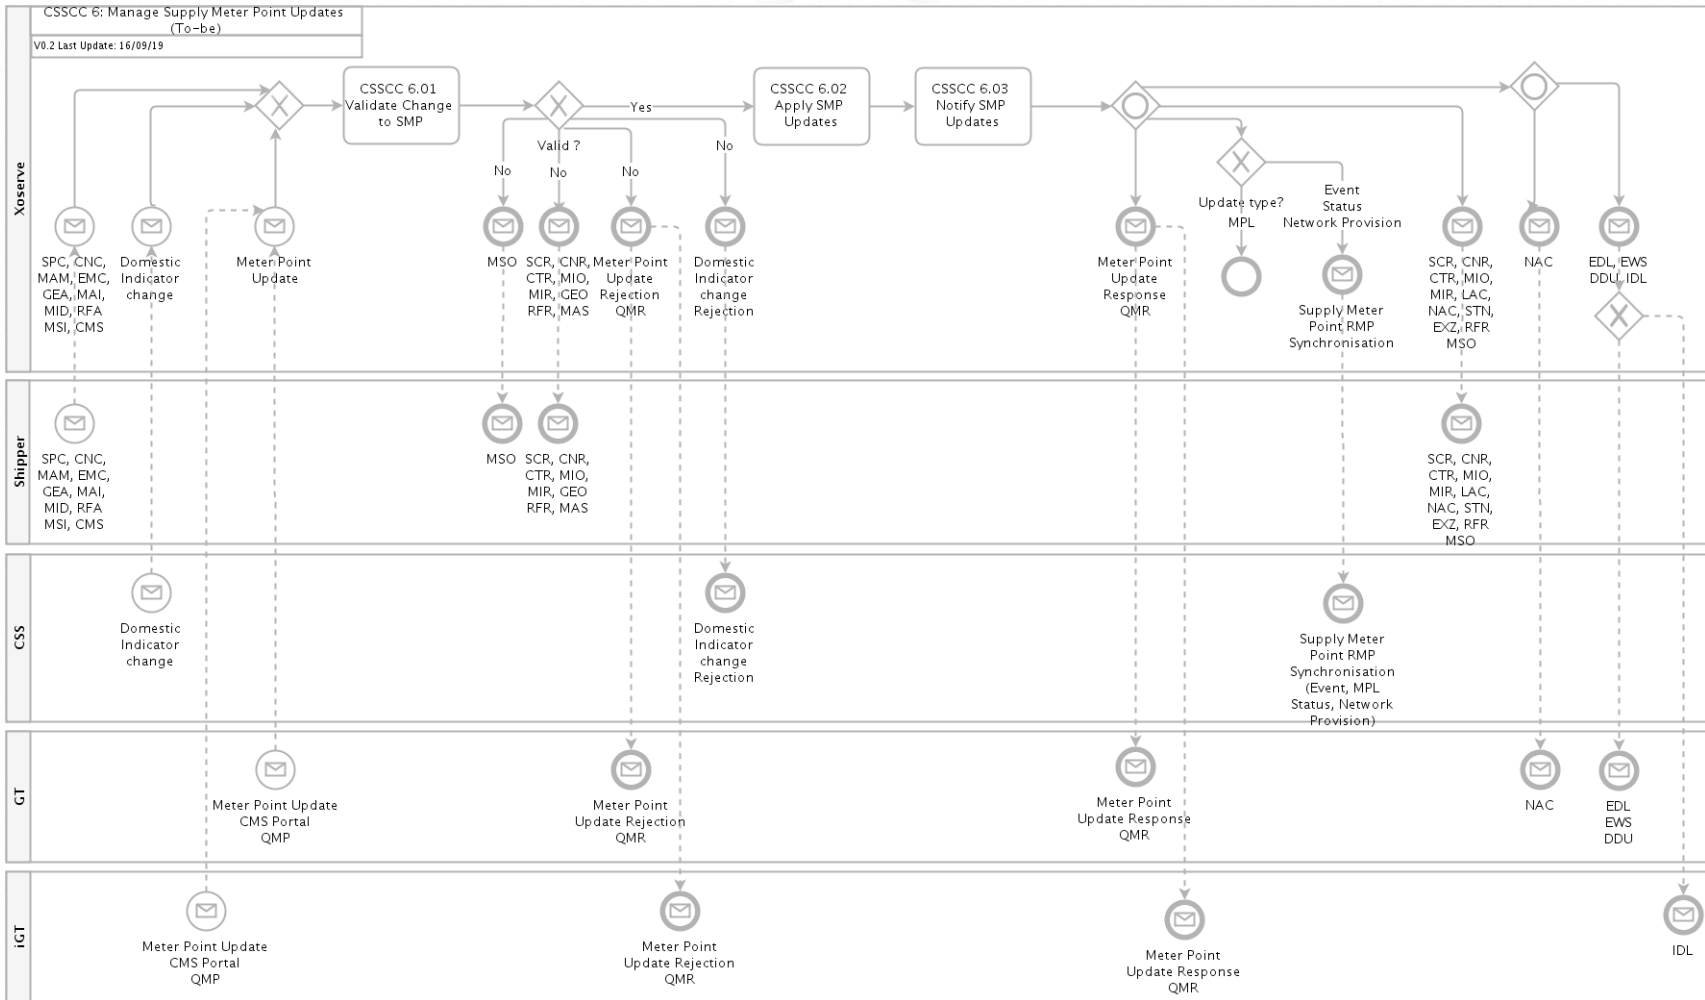 CSSCC 6: Manage Supply Meter Point Updates
(To-be)
V0.2 Last Update: 16/09/19
Xoserve
CSSCC 6.01
Validate Change
to SMP
Valid ?
Yes
No
No
No
No
CSSCC 6.02
Apply SMP
Updates
CSSCC 6.03
Notify SMP
Updates
Update type?
MPL
Event
Status
Network Provision
SPC, CNC,
MAM, EMC,
GEA, MAI,
MID, RFA
MSI, CMS
Domestic
Indicator
change
Meter Point
Update
MSO
SCR, CNR,
CTR, MIO,
MIR, GEO
RFR, MAS
Meter Point
Update
Rejection
QMR
Domestic
Indicator
change
Rejection
Meter Point
Update
Response
QMR
Supply Meter
Point RMP
Synchronisation
SCR, CNR,
CTR, MIO,
MIR, LAC,
NAC, STN,
EXZ, RFR
MSO
NAC
EDL, EWS
DDU, IDL
Shipper
SPC, CNC,
MAM, EMC,
GEA, MAI,
MID, RFA
MSI, CMS
MSO
SCR, CNR,
CTR, MIO,
MIR, GEO
RFR, MAS
SCR, CNR,
CTR, MIO,
MIR, LAC,
NAC, STN,
EXZ, RFR
MSO
CSS
Domestic
Indicator
change
Domestic
Indicator
change
Rejection
Supply Meter
Point RMP
Synchronisation
(Event, MPL
Status, Network
Provision)
GT
Meter Point Update
CMS Portal
QMP
Meter Point
Update Rejection
QMR
Meter Point
Update Response
QMR
NAC
EDL
EWS
DDU
iGT
Meter Point Update
CMS Portal
QMP
Meter Point
Update Rejection
QMR
Meter Point
Update Response
QMR
IDL